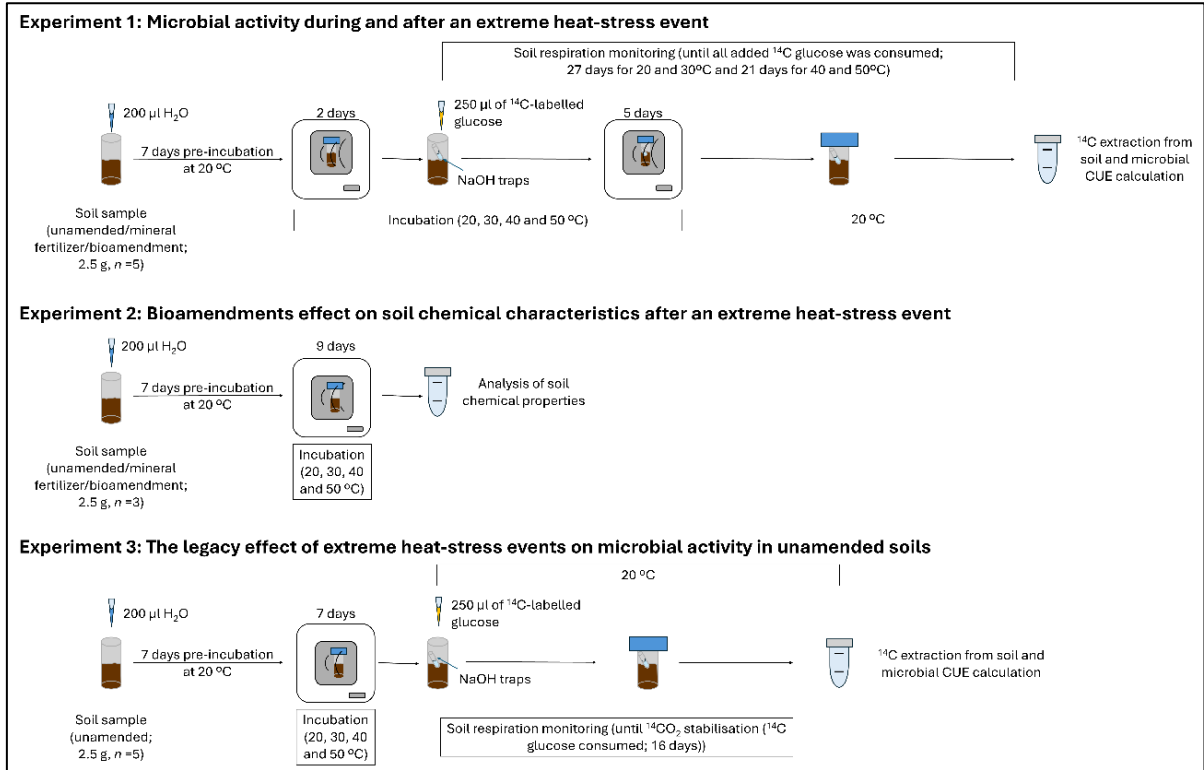 Experiment 1: Microbial activity during and after an extreme heat-stress event
Soil respiration monitoring (until all added ¹⁴C glucose was consumed;
27 days for 20 and 30ºC and 21 days for 40 and 50ºC)
200 µl H₂O
2 days
250 µl of ¹⁴C-labelled
glucose
5 days
7 days pre-incubation
at 20 ºC
NaOH traps
¹⁴C extraction from
soil and microbial
CUE calculation
Soil sample
(unamended/mineral
fertilizer/bioamendment;
2.5 g, n =5)
Incubation (20, 30, 40 and 50 ºC)
20 ºC
Experiment 2: Bioamendments effect on soil chemical characteristics after an extreme heat-stress event
200 µl H₂O
9 days
7 days pre-incubation
at 20 ºC
Analysis of soil
chemical properties
Soil sample
(unamended/mineral
fertilizer/bioamendment;
2.5 g, n =3)
Incubation
(20, 30, 40
and 50 ºC)
Experiment 3: The legacy effect of extreme heat-stress events on microbial activity in unamended soils
20 ºC
200 µl H₂O
7 days
250 µl of ¹⁴C-labelled
glucose
7 days pre-incubation
at 20 ºC
NaOH traps
¹⁴C extraction from soil and
microbial CUE calculation
Soil sample
(unamended;
2.5 g, n =5)
Incubation
(20, 30, 40
and 50 ºC)
Soil respiration monitoring (until ¹⁴CO₂ stabilisation (¹⁴C
glucose consumed; 16 days))